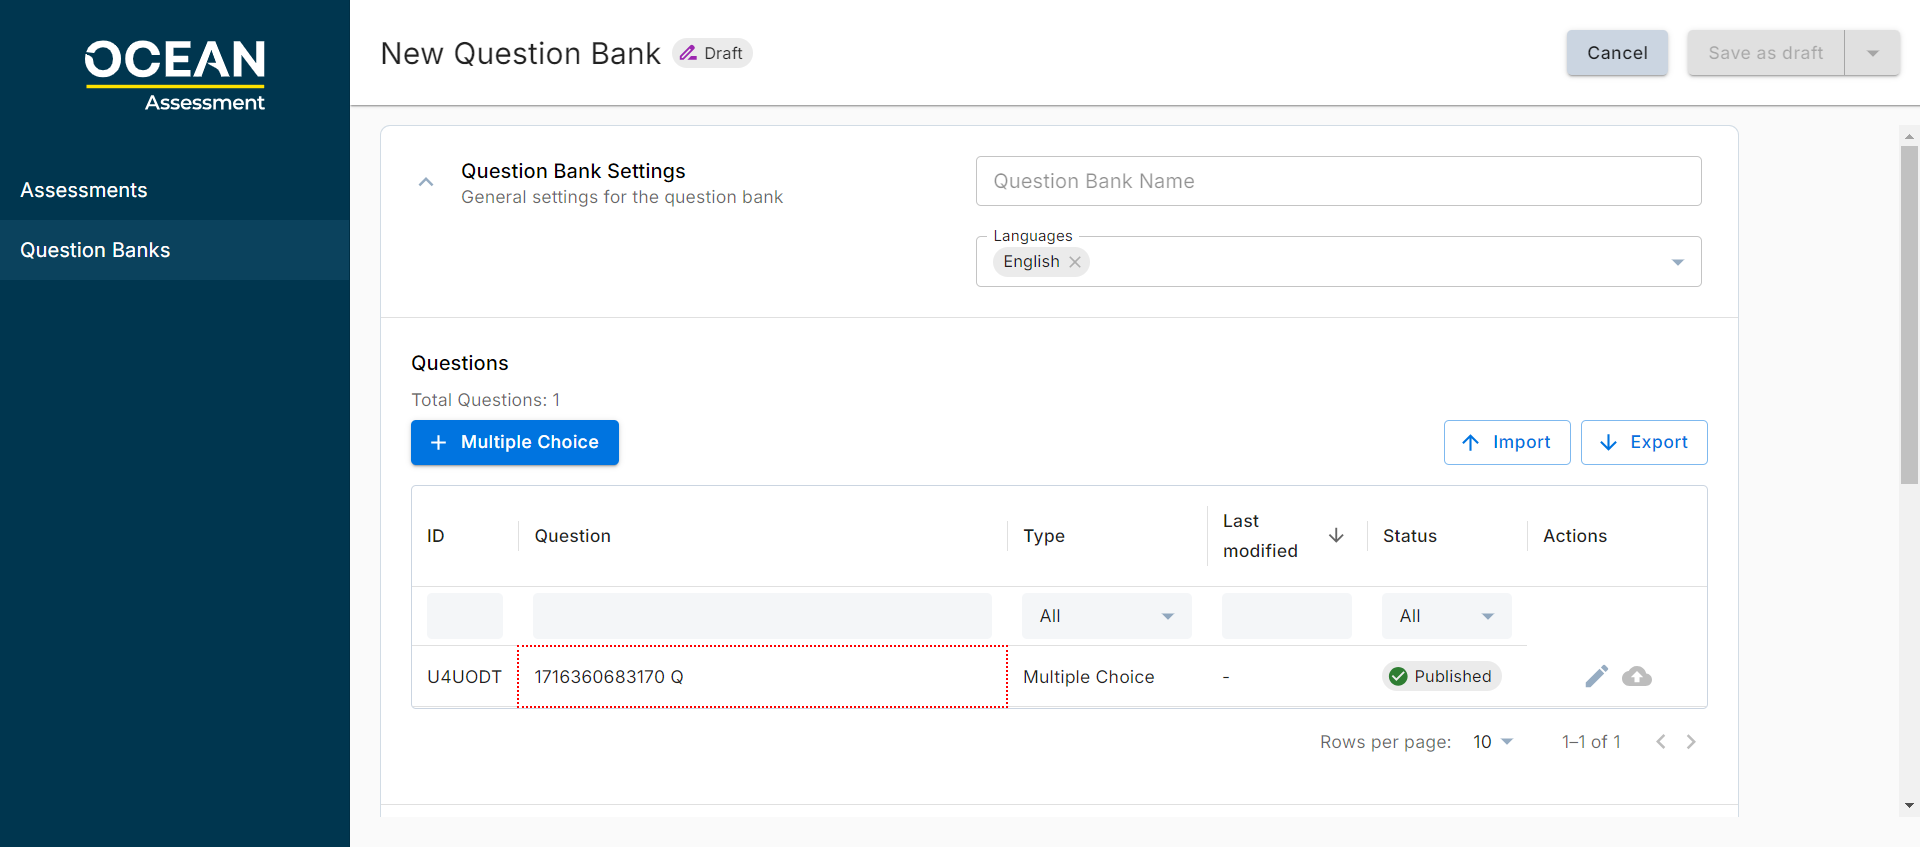 OCEAN
Assessment
Assessments
Question Banks
New Question Bank
Draft
Cancel
Save as draft
Question Bank Settings
General settings for the question bank
Question Bank Name
Languages
English
Questions
Total Questions: 1
Multiple Choice
Import
Export
ID
Question
Type
Last
modified
Status
Actions
All
All
U4UODT
1716360683170 Q
Multiple Choice
-
Published
Rows per page:
10
1–1 of 1